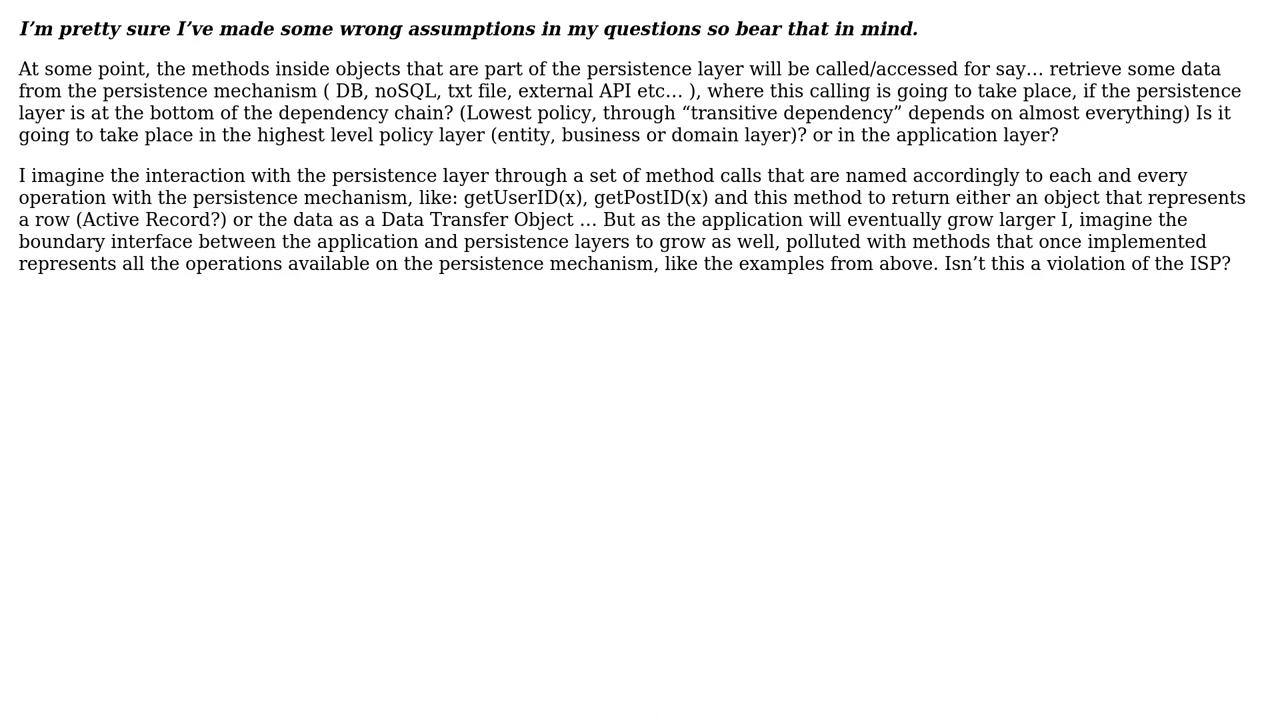 I’m pretty sure I’ve made some wrong assumptions in my questions so bear that in mind.
At some point, the methods inside objects that are part of the persistence layer will be called/accessed for say… retrieve some data
from the persistence mechanism ( DB, noSQL, txt file, external API etc… ), where this calling is going to take place, if the persistence
layer is at the bottom of the dependency chain? (Lowest policy, through “transitive dependency” depends on almost everything) Is it
going to take place in the highest level policy layer (entity, business or domain layer)? or in the application layer?
I imagine the interaction with the persistence layer through a set of method calls that are named accordingly to each and every
operation with the persistence mechanism, like: getUserID(x), getPostID(x) and this method to return either an object that represents
a row (Active Record?) or the data as a Data Transfer Object … But as the application will eventually grow larger I, imagine the
boundary interface between the application and persistence layers to grow as well, polluted with methods that once implemented
represents all the operations available on the persistence mechanism, like the examples from above. Isn’t this a violation of the ISP?